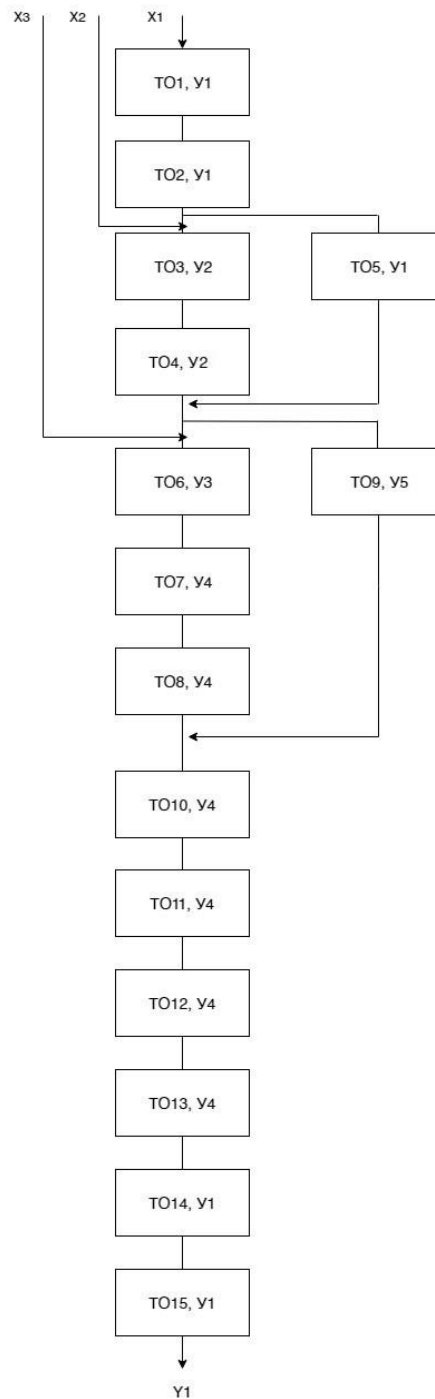 X3 X2 X1
ТО1, У1
ТО2, У1
ТО3, У2 ТО5, У1
ТО4, У2
ТО6, У3 ТО9, У5
ТО7, У4
ТО8, У4
ТО10, У4
ТО11, У4
ТО12, У4
ТО13, У4
ТО14, У1
ТО15, У1
Y1